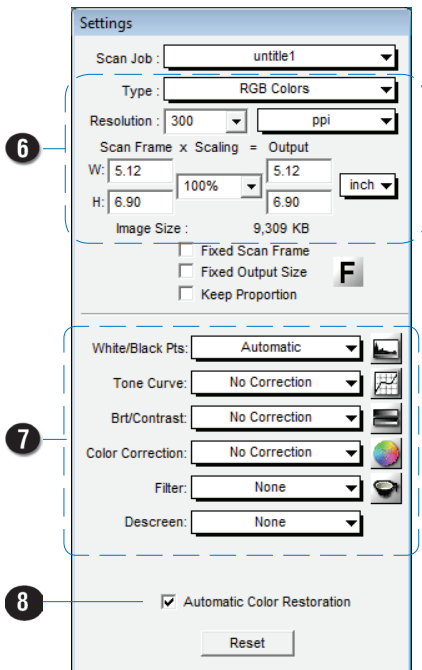 Settings
Scan Job : untitle1
Type : RGB Colors
Resolution : 300 ppi
Scan Frame x Scaling = Output
W: 5.12 100% 5.12 inch
H: 6.90 6.90
Image Size : 9,309 KB
Fixed Scan Frame
Fixed Output Size
Keep Proportion
F
6
White/Black Pts: Automatic
Tone Curve: No Correction
Brt/Contrast: No Correction
Color Correction: No Correction
Filter: None
Descreen: None
7
8 Automatic Color Restoration
Reset